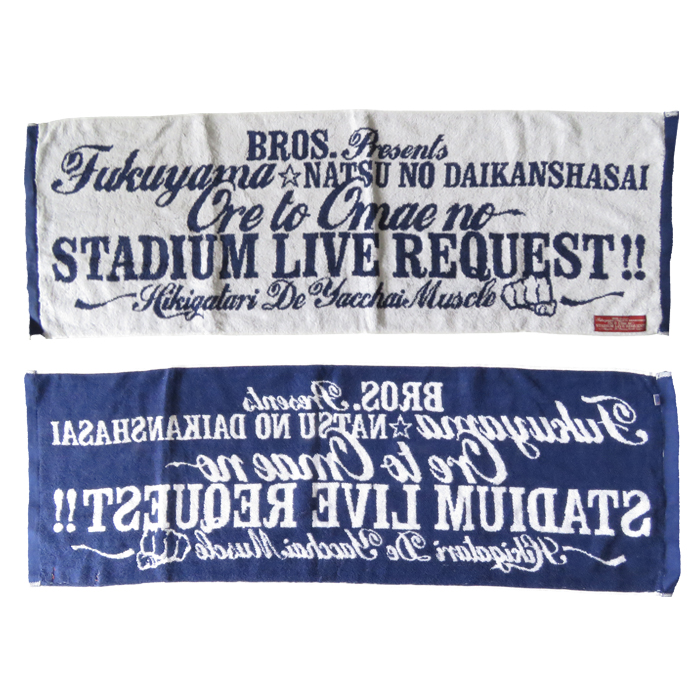 BROS. Presents
Fukuyama☆NATSU NO DAIKANSHASAI
Ore to Omae no
STADIUM LIVE REQUEST!!
Hikigatari De Yacchai Muscle
BROS. Presents
Fukuyama☆NATSU NO DAIKANSHASAI
Ore to Omae no
STADIUM LIVE REQUEST!!
Hikigatari De Yacchai Muscle